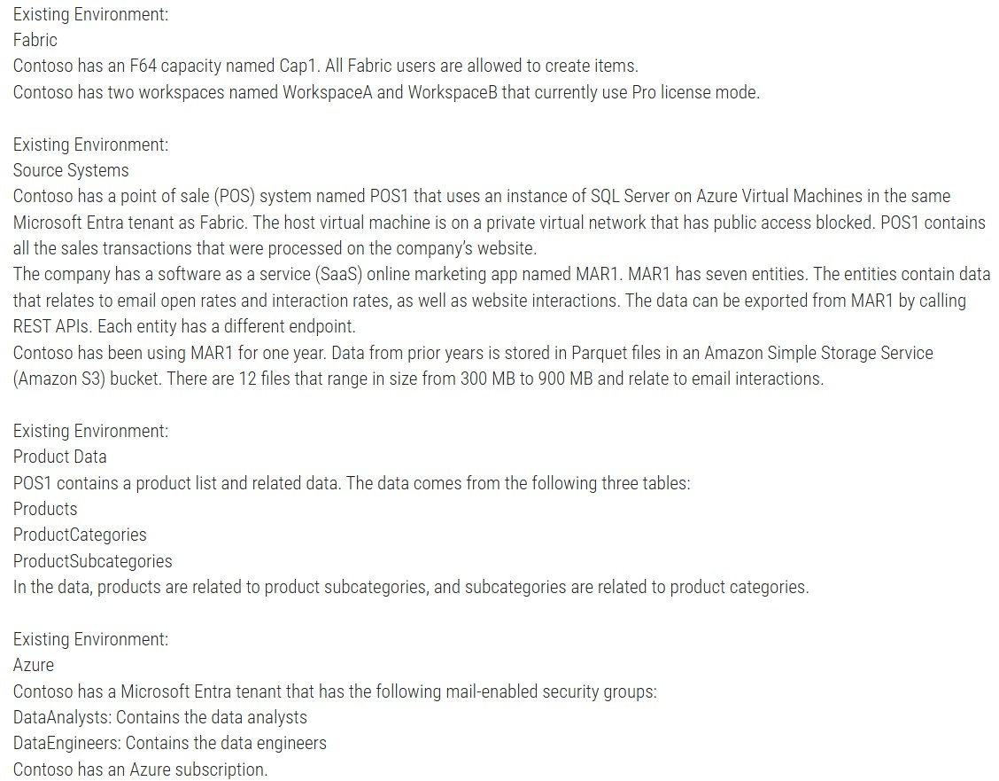 Existing Environment:
Fabric
Contoso has an F64 capacity named Cap1. All Fabric users are allowed to create items.
Contoso has two workspaces named WorkspaceA and WorkspaceB that currently use Pro license mode.
Existing Environment:
Source Systems
Contoso has a point of sale (POS) system named POS1 that uses an instance of SQL Server on Azure Virtual Machines in the same
Microsoft Entra tenant as Fabric. The host virtual machine is on a private virtual network that has public access blocked. POS1 contains
all the sales transactions that were processed on the company’s website.
The company has a software as a service (SaaS) online marketing app named MAR1. MAR1 has seven entities. The entities contain data
that relates to email open rates and interaction rates, as well as website interactions. The data can be exported from MAR1 by calling
REST APIs. Each entity has a different endpoint.
Contoso has been using MAR1 for one year. Data from prior years is stored in Parquet files in an Amazon Simple Storage Service
(Amazon S3) bucket. There are 12 files that range in size from 300 MB to 900 MB and relate to email interactions.
Existing Environment:
Product Data
POS1 contains a product list and related data. The data comes from the following three tables:
Products
ProductCategories
ProductSubcategories
In the data, products are related to product subcategories, and subcategories are related to product categories.
Existing Environment:
Azure
Contoso has a Microsoft Entra tenant that has the following mail-enabled security groups:
DataAnalysts: Contains the data analysts
DataEngineers: Contains the data engineers
Contoso has an Azure subscription.